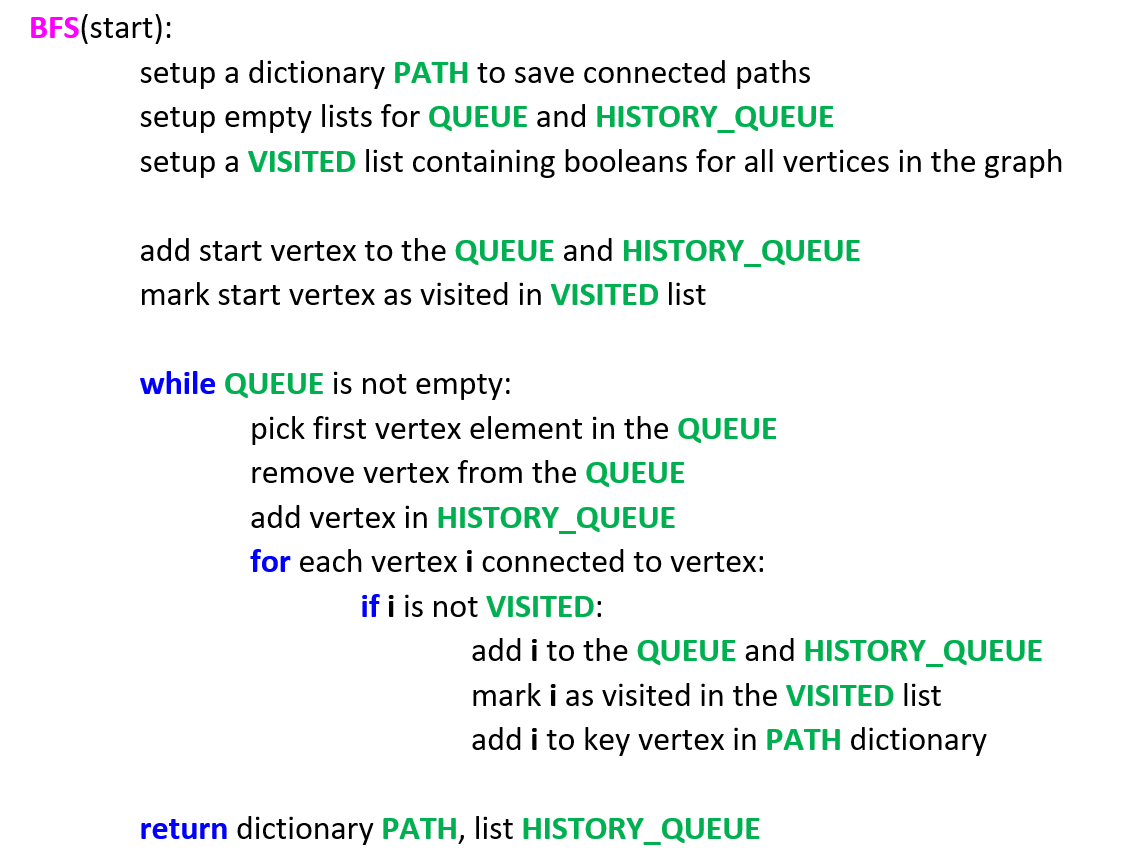 BFS(start):
setup a dictionary PATH to save connected paths
setup empty lists for QUEUE and HISTORY_QUEUE
setup a VISITED list containing booleans for all vertices in the graph
add start vertex to the QUEUE and HISTORY_QUEUE
mark start vertex as visited in VISITED list
while QUEUE is not empty:
pick first vertex element in the QUEUE
remove vertex from the QUEUE
add vertex in HISTORY_QUEUE
for each vertex i connected to vertex:
if i is not VISITED:
add i to the QUEUE and HISTORY_QUEUE
mark i as visited in the VISITED list
add i to key vertex in PATH dictionary
return dictionary PATH, list HISTORY_QUEUE